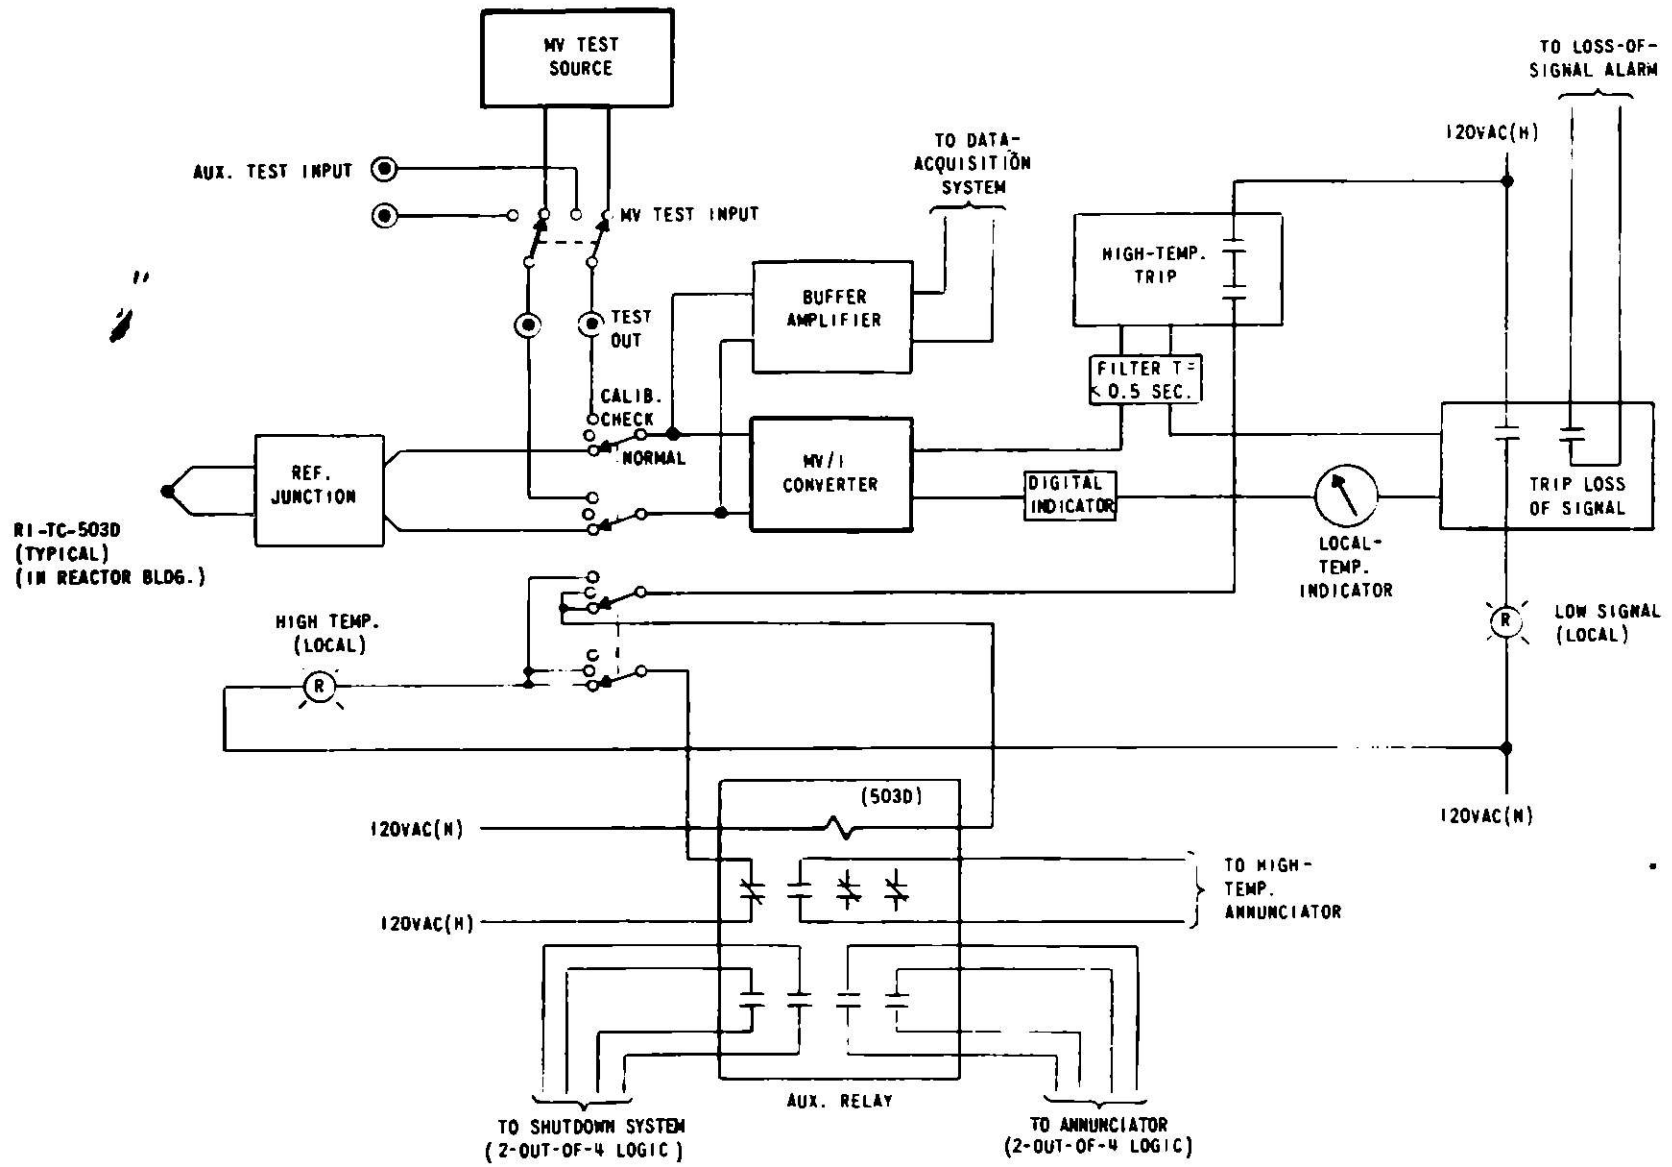 MV TEST
SOURCE
TO LOSS-OF-
SIGNAL ALARM
120VAC(H)
TO DATA-
ACQUISITION
SYSTEM
AUX. TEST INPUT
MV TEST INPUT
HIGH-TEMP.
TRIP
BUFFER
AMPLIFIER
TEST
OUT
FILTER T =
< 0.5 SEC.
CALIB.
CHECK
NORMAL
REF.
JUNCTION
MV/I
CONVERTER
DIGITAL
INDICATOR
TRIP LOSS
OF SIGNAL
RI-TC-503D
(TYPICAL)
(IN REACTOR BLDG.)
LOCAL-
TEMP.
INDICATOR
HIGH TEMP.
(LOCAL)
R
R
LOW SIGNAL
(LOCAL)
(503D)
120VAC(N)
120VAC(N)
TO HIGH-
TEMP.
ANNUNCIATOR
120VAC(H)
AUX. RELAY
TO SHUTDOWN SYSTEM
(2-OUT-OF-4 LOGIC)
TO ANNUNCIATOR
(2-OUT-OF-4 LOGIC)